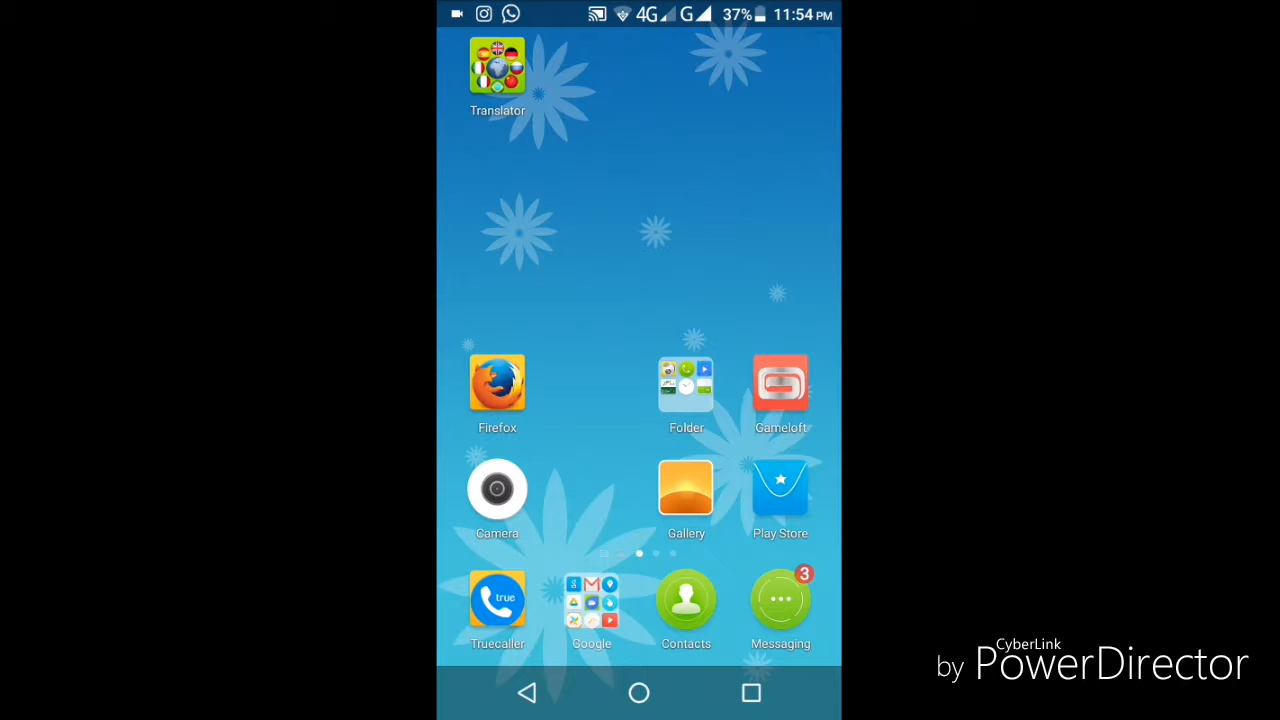 4G G 37% 11:54 PM
Translator
Firefox Folder Gameloft
Camera Gallery Play Store
true 3
Truecaller Google Contacts Messaging
by CyberLink PowerDirector